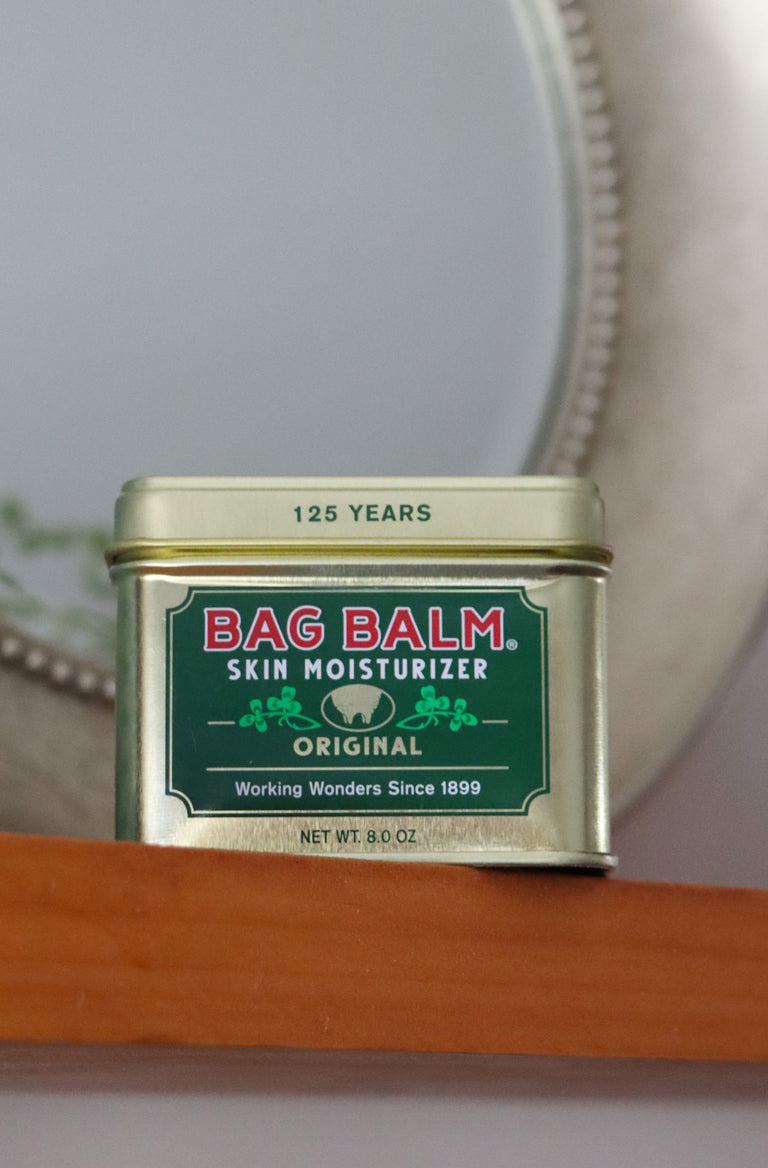 125 YEARS
BAG BALM®
SKIN MOISTURIZER
ORIGINAL
Working Wonders Since 1899
NET WT. 8.0 OZ